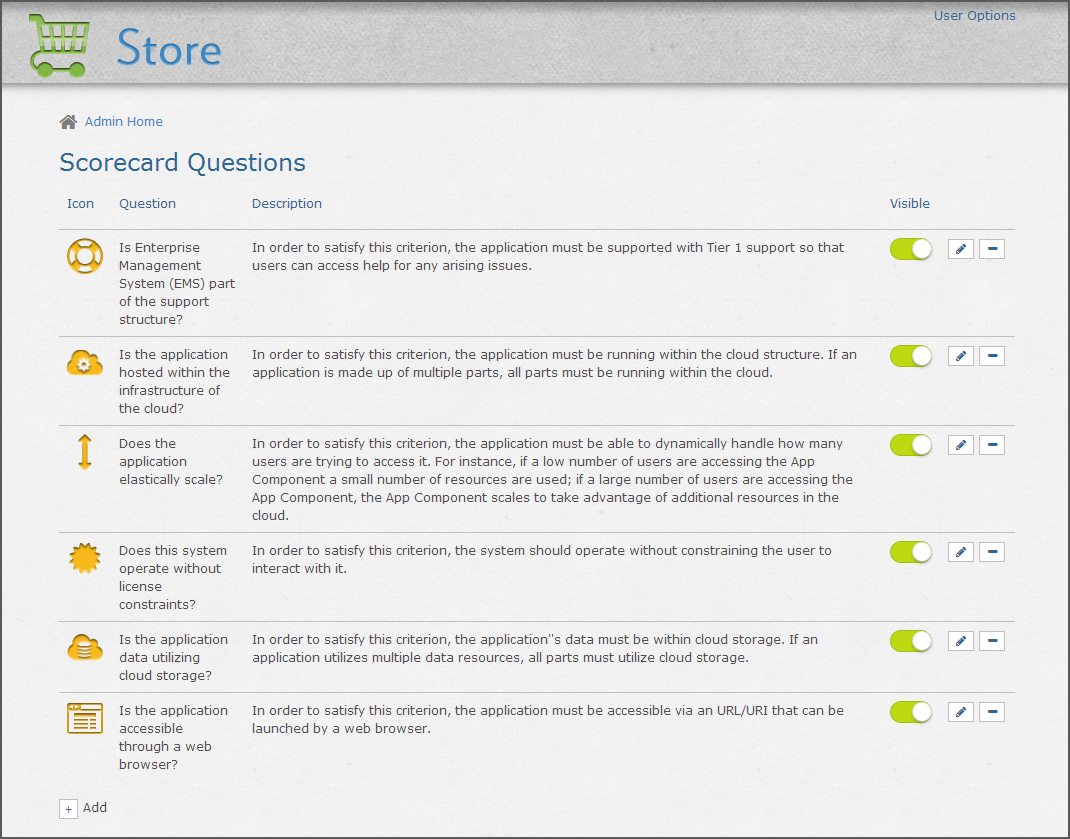 User Options
Store
Admin Home
Scorecard Questions
Icon Question Description Visible
Is Enterprise
Management
System (EMS) part
of the support
structure?
In order to satisfy this criterion, the application must be supported with Tier 1 support so that
users can access help for any arising issues.
Is the application
hosted within the
infrastructure of
the cloud?
In order to satisfy this criterion, the application must be running within the cloud structure. If an
application is made up of multiple parts, all parts must be running within the cloud.
Does the
application
elastically scale?
In order to satisfy this criterion, the application must be able to dynamically handle how many
users are trying to access it. For instance, if a low number of users are accessing the App
Component a small number of resources are used; if a large number of users are accessing the
App Component, the App Component scales to take advantage of additional resources in the
cloud.
Does this system
operate without
license
constraints?
In order to satisfy this criterion, the system should operate without constraining the user to
interact with it.
Is the application
data utilizing
cloud storage?
In order to satisfy this criterion, the application''s data must be within cloud storage. If an
application utilizes multiple data resources, all parts must utilize cloud storage.
Is the application
accessible
through a web
browser?
In order to satisfy this criterion, the application must be accessible via an URL/URI that can be
launched by a web browser.
+ Add